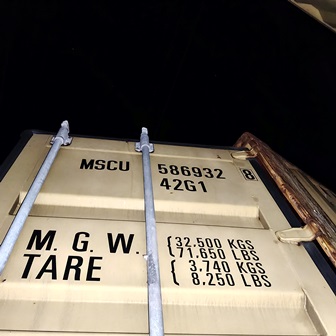 MSCU 586932 8
42G1
M. G. W. { 32.500 KGS
{ 71.650 LBS
TARE { 3.740 KGS
{ 8.250 LBS